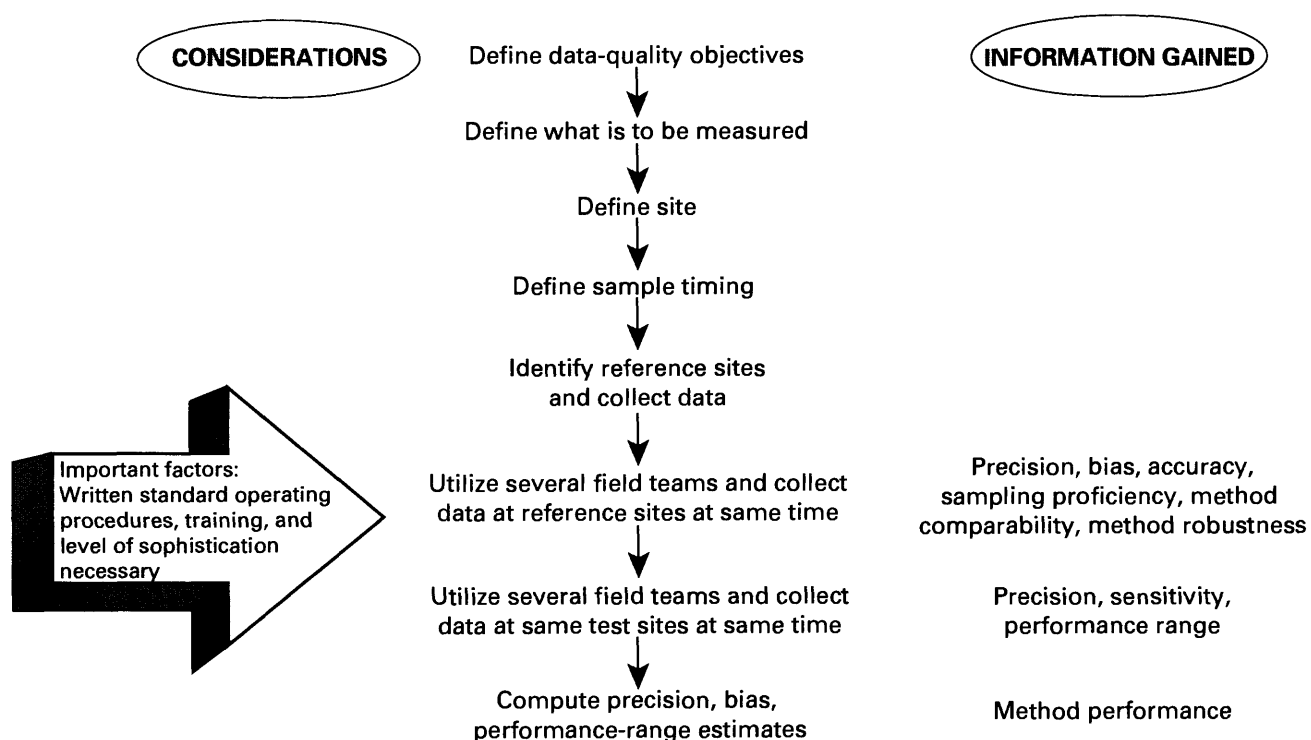 CONSIDERATIONS
Define data-quality objectives
INFORMATION GAINED
Define what is to be measured
Define site
Define sample timing
Identify reference sites
and collect data
Important factors:
Written standard operating
procedures, training, and
level of sophistication
necessary
Utilize several field teams and collect
data at reference sites at same time
Precision, bias, accuracy,
sampling proficiency, method
comparability, method robustness
Utilize several field teams and collect
data at same test sites at same time
Precision, sensitivity,
performance range
Compute precision, bias,
performance-range estimates
Method performance